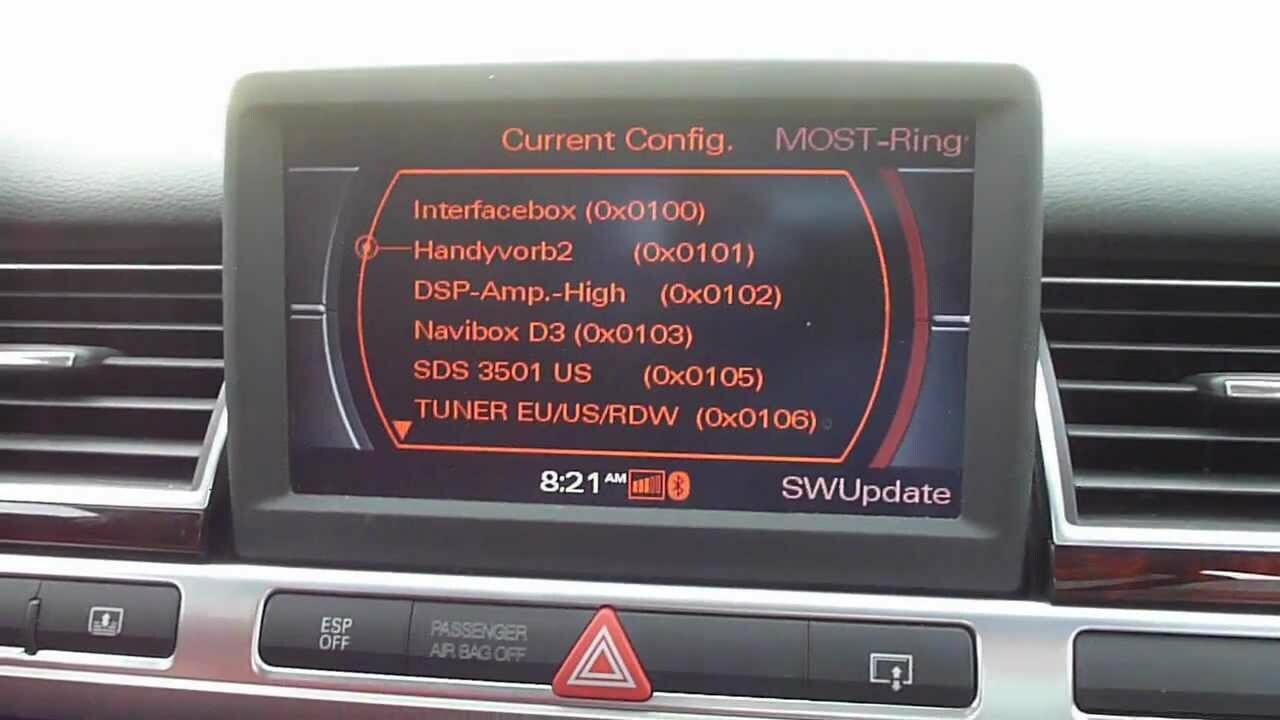 Current Config. MOST-Ring
Interfacebox (0x0100)
Handyvorb2 (0x0101)
DSP-Amp.-High (0x0102)
Navibox D3 (0x0103)
SDS 3501 US (0x0105)
TUNER EU/US/RDW (0x0106)
8:21 AM SWUpdate
ESP
OFF
PASSENGER
AIR BAG OFF